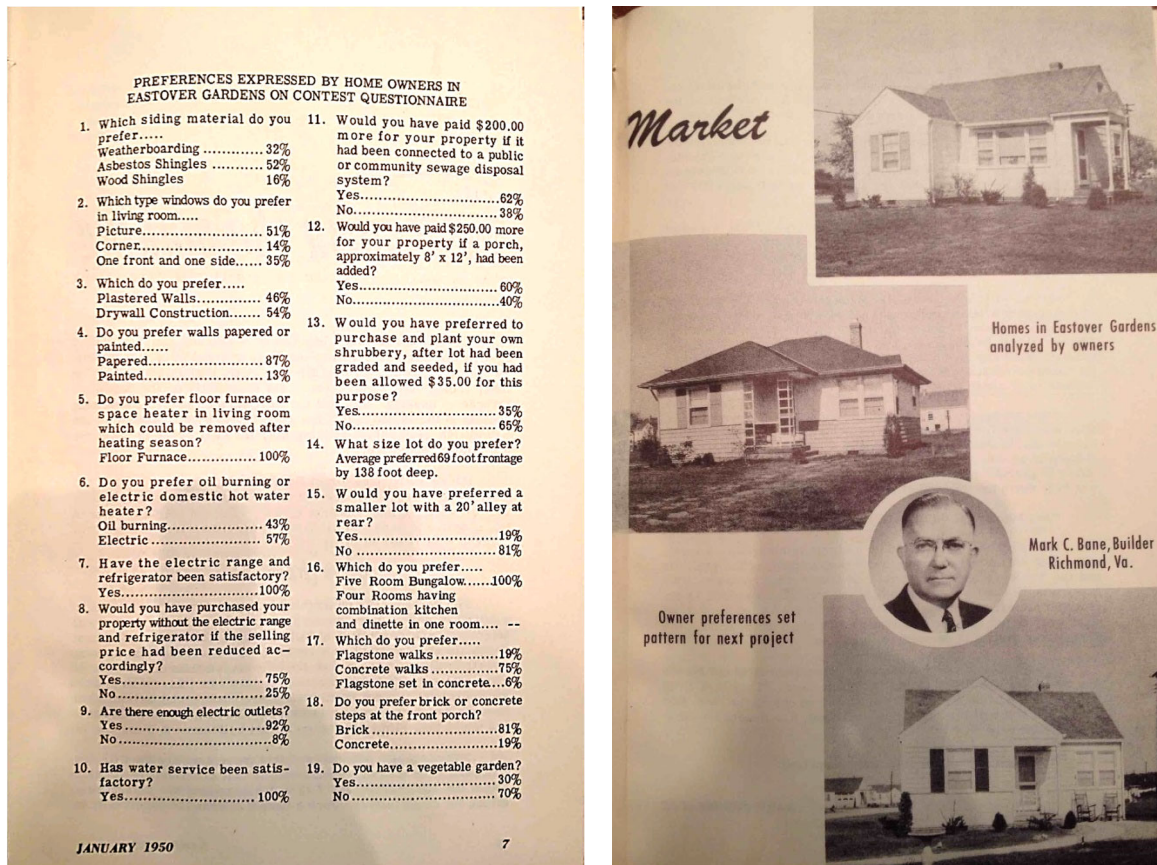 PREFERENCES EXPRESSED BY HOME OWNERS IN
EASTOVER GARDENS ON CONTEST QUESTIONNAIRE
1. Which siding material do you
prefer.....
Weatherboarding ............ 32%
Asbestos Shingles ........... 52%
Wood Shingles 16%
2. Which type windows do you prefer
in living room.....
Picture........................ 51%
Corner........................ 14%
One front and one side...... 35%
3. Which do you prefer.....
Plastered Walls............. 46%
Drywall Construction....... 54%
4. Do you prefer walls papered or
painted......
Papered....................... 87%
Painted........................ 13%
5. Do you prefer floor furnace or
space heater in living room
which could be removed after
heating season?
Floor Furnace............... 100%
6. Do you prefer oil burning or
electric domestic hot water
heater?
Oil burning.................... 43%
Electric ....................... 57%
7. Have the electric range and
refrigerator been satisfactory?
Yes...........................100%
8. Would you have purchased your
property without the electric range
and refrigerator if the selling
price had been reduced ac-
cordingly?
Yes............................ 75%
No ............................. 25%
9. Are there enough electric outlets?
Yes ............................92%
No ..............................8%
10. Has water service been satis-
factory?
Yes.......................... 100%
11. Would you have paid $200.00
more for your property if it
had been connected to a public
or community sewage disposal
system?
Yes............................62%
No............................. 38%
12. Would you have paid $250.00 more
for your property if a porch,
approximately 8' x 12', had been
added?
Yes............................ 60%
No.............................40%
13. Would you have preferred to
purchase and plant your own
shrubbery, after lot had been
graded and seeded, if you had
been allowed $35.00 for this
purpose?
Yes............................ 35%
No............................. 65%
14. What size lot do you prefer?
Average preferred 69 foot frontage
by 138 foot deep.
15. Would you have preferred a
smaller lot with a 20' alley at
rear?
Yes............................19%
No ............................ 81%
16. Which do you prefer.....
Five Room Bungalow......100%
Four Rooms having
combination kitchen
and dinette in one room.... --
17. Which do you prefer.....
Flagstone walks .............19%
Concrete walks ..............75%
Flagstone set in concrete...6%
18. Do you prefer brick or concrete
steps at the front porch?
Brick ..........................81%
Concrete.......................19%
19. Do you have a vegetable garden?
Yes............................ 30%
No ............................. 70%
JANUARY 1950 7
Market
Homes in Eastover Gardens
analyzed by owners
Mark C. Bane, Builder
Richmond, Va.
Owner preferences set
pattern for next project